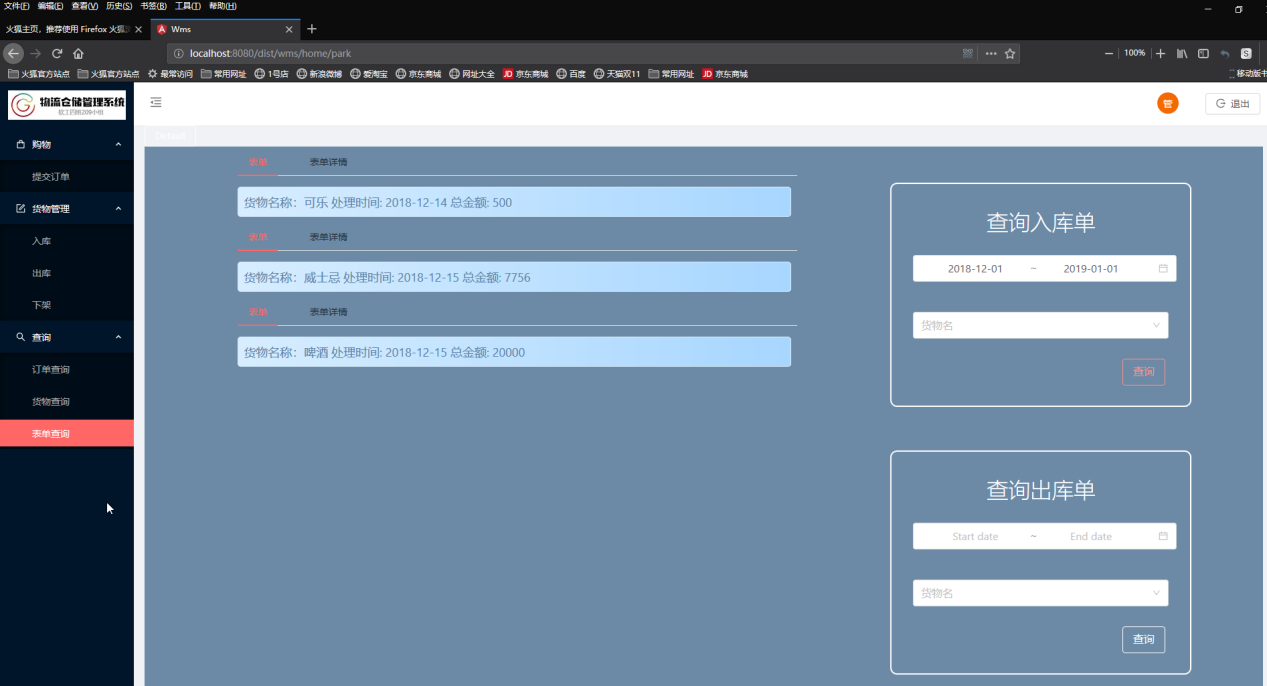 文件(F) 编辑(E) 查看(V) 历史(S) 书签(B) 工具(T) 帮助(H)
火狐主页，推荐使用 Firefox 火狐 Wms
localhost:8080/dist/wms/home/park 100%
火狐官方站点 火狐官方站点 最常访问 常用网址 1号店 新浪微博 爱淘宝 京东商城 网址大全 JD 京东商城 百度 天猫双11 常用网址 JD 京东商城 移动版书
物流仓储管理系统
管 退出
Default
购物
提交订单
货物管理
入库
出库
下架
查询
订单查询
货物查询
表单查询
表单 表单详情
货物名称：可乐 处理时间: 2018-12-14 总金额: 500
表单 表单详情
货物名称：威士忌 处理时间: 2018-12-15 总金额: 7756
表单 表单详情
货物名称：啤酒 处理时间: 2018-12-15 总金额: 20000
查询入库单
2018-12-01 ~ 2019-01-01
货物名
查询
查询出库单
Start date ~ End date
货物名
查询